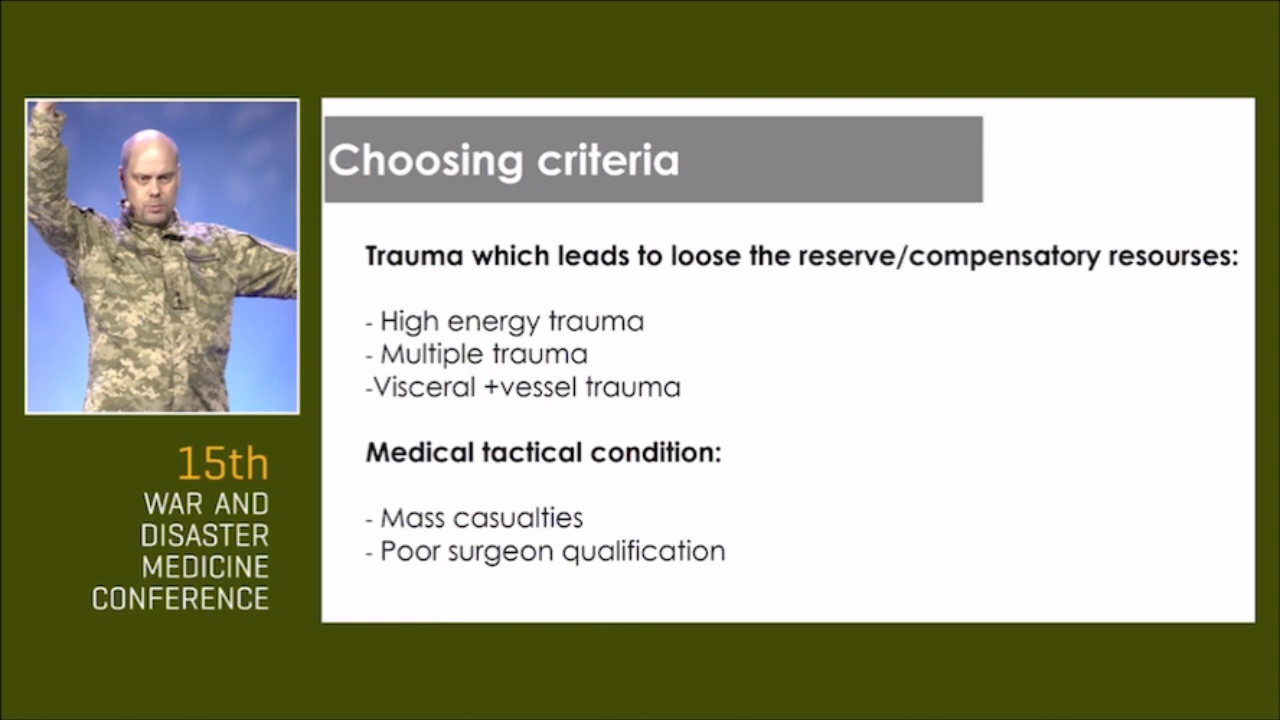 Choosing criteria
Trauma which leads to loose the reserve/compensatory resourses:
- High energy trauma
- Multiple trauma
-Visceral +vessel trauma
Medical tactical condition:
- Mass casualties
- Poor surgeon qualification
15th
WAR AND
DISASTER
MEDICINE
CONFERENCE